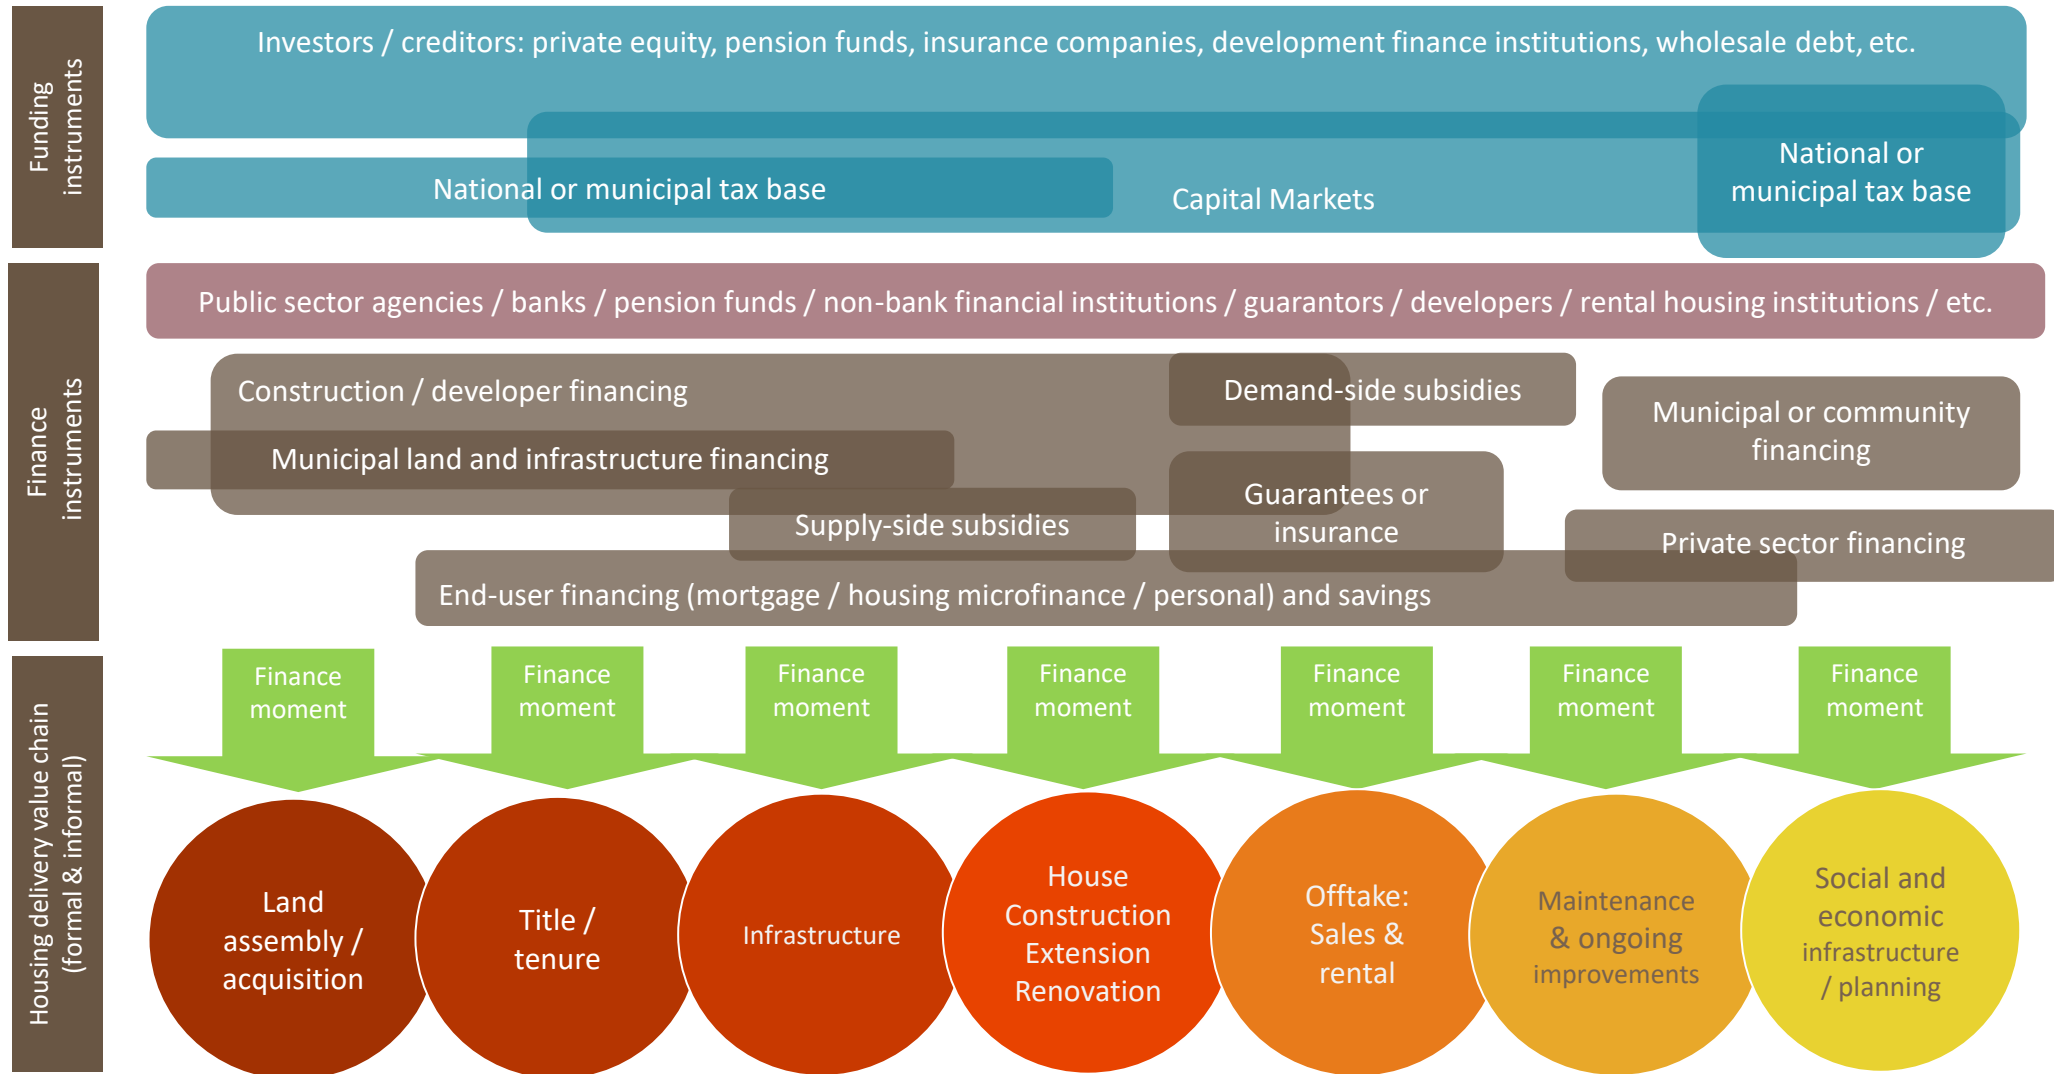 Funding
instruments
Investors / creditors: private equity, pension funds, insurance companies, development finance institutions, wholesale debt, etc.
National or municipal tax base
Capital Markets
National or
municipal tax base
Finance
instruments
Public sector agencies / banks / pension funds / non-bank financial institutions / guarantors / developers / rental housing institutions / etc.
Construction / developer financing
Demand-side subsidies
Municipal or community
financing
Municipal land and infrastructure financing
Guarantees or
insurance
Supply-side subsidies
Private sector financing
End-user financing (mortgage / housing microfinance / personal) and savings
Housing delivery value chain
(formal & informal)
Finance
moment
Finance
moment
Finance
moment
Finance
moment
Finance
moment
Finance
moment
Finance
moment
Land
assembly /
acquisition
Title /
tenure
Infrastructure
House
Construction
Extension
Renovation
Offtake:
Sales &
rental
Maintenance
& ongoing
improvements
Social and
economic
infrastructure
/ planning